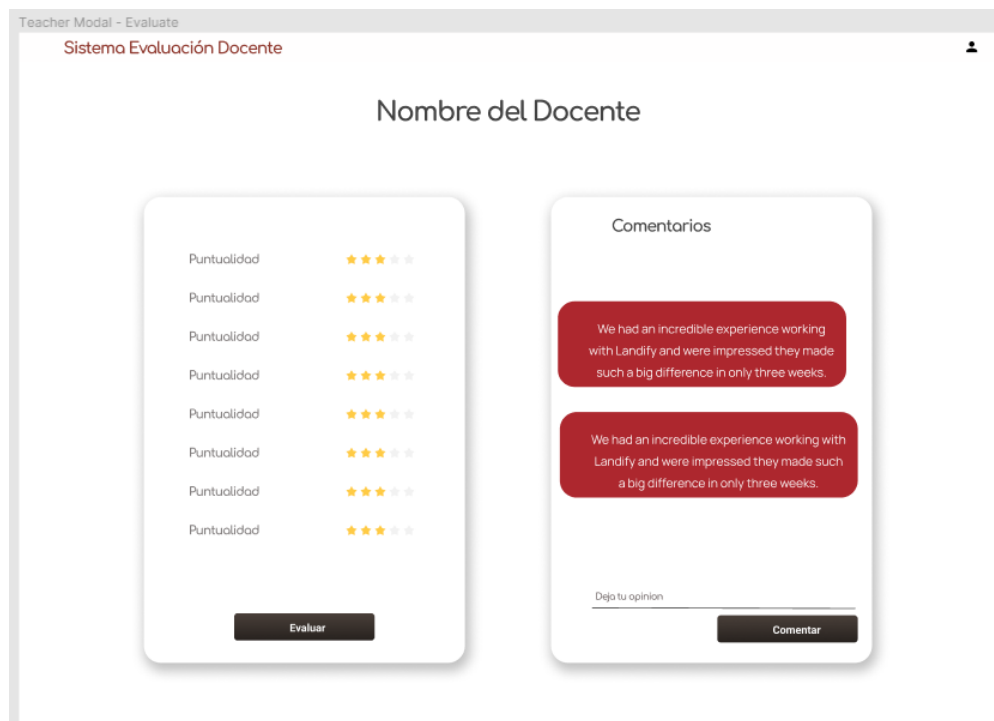 Teacher Modal - Evaluate
Sistema Evaluación Docente
Nombre del Docente
Puntualidad
Puntualidad
Puntualidad
Puntualidad
Puntualidad
Puntualidad
Puntualidad
Puntualidad
Evaluar
Comentarios
We had an incredible experience working
with Landify and were impressed they made
such a big difference in only three weeks.
We had an incredible experience working with
Landify and were impressed they made such
a big difference in only three weeks.
Deja tu opinion
Comentar